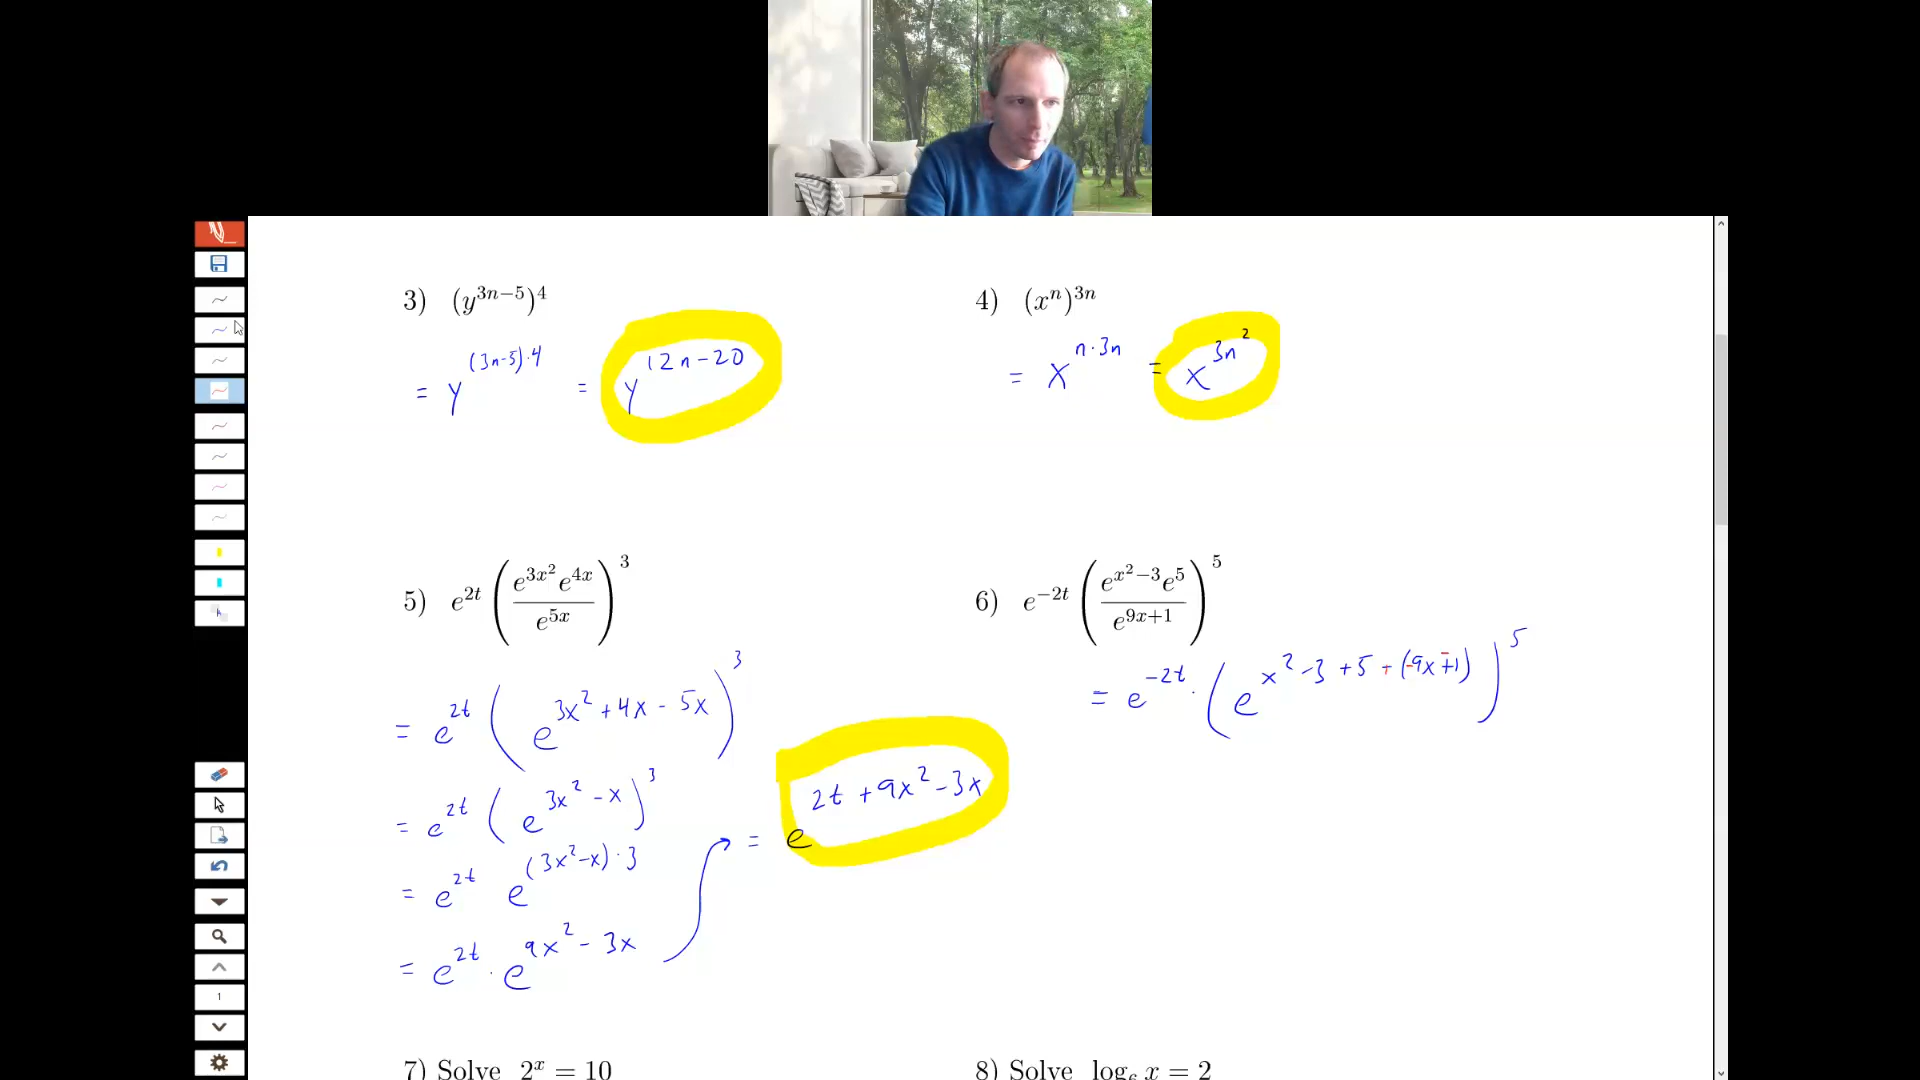 3) (y^{3n−5})^4
= y^{(3n-5)·4} = y^{12n-20}
4) (x^n)^{3n}
= x^{n·3n} = x^{3n^2}
5) e^{2t} (e^{3x^2} e^{4x} / e^{5x})^3
= e^{2t} (e^{3x^2+4x-5x})^3
= e^{2t} (e^{3x^2-x})^3
= e^{2t} e^{(3x^2-x)·3}
= e^{2t} · e^{9x^2-3x}
= e^{2t+9x^2-3x}
6) e^{−2t} (e^{x^2−3} e^5 / e^{9x+1})^5
= e^{-2t} · (e^{x^2-3+5+(-9x-+1)})^5
7) Solve 2^x = 10
8) Solve log_6 x = 2
1